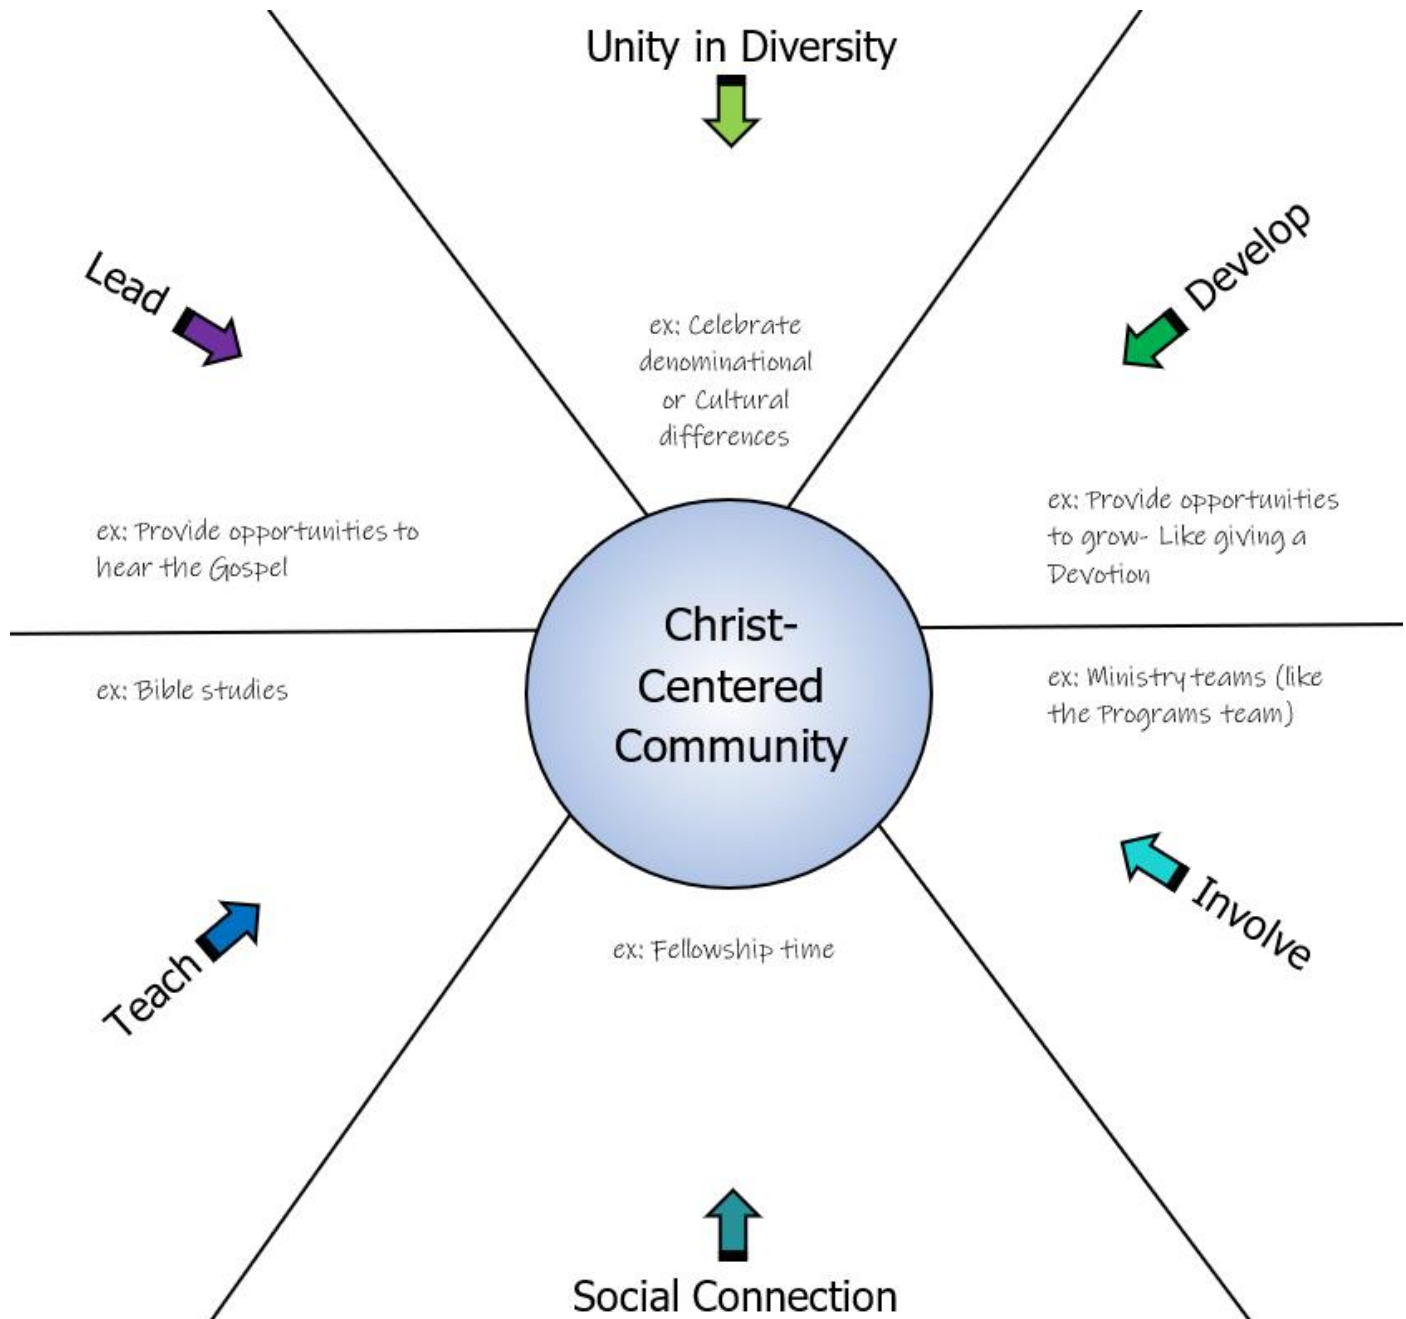 Unity in Diversity
Lead
Develop
ex: Celebrate
denominational
or Cultural
differences
ex: Provide opportunities to
hear the Gospel
ex: Provide opportunities
to grow- Like giving a
Devotion
Christ-
Centered
Community
ex: Bible studies
ex: Ministry teams (like
the Programs team)
Teach
Involve
ex: Fellowship time
Social Connection